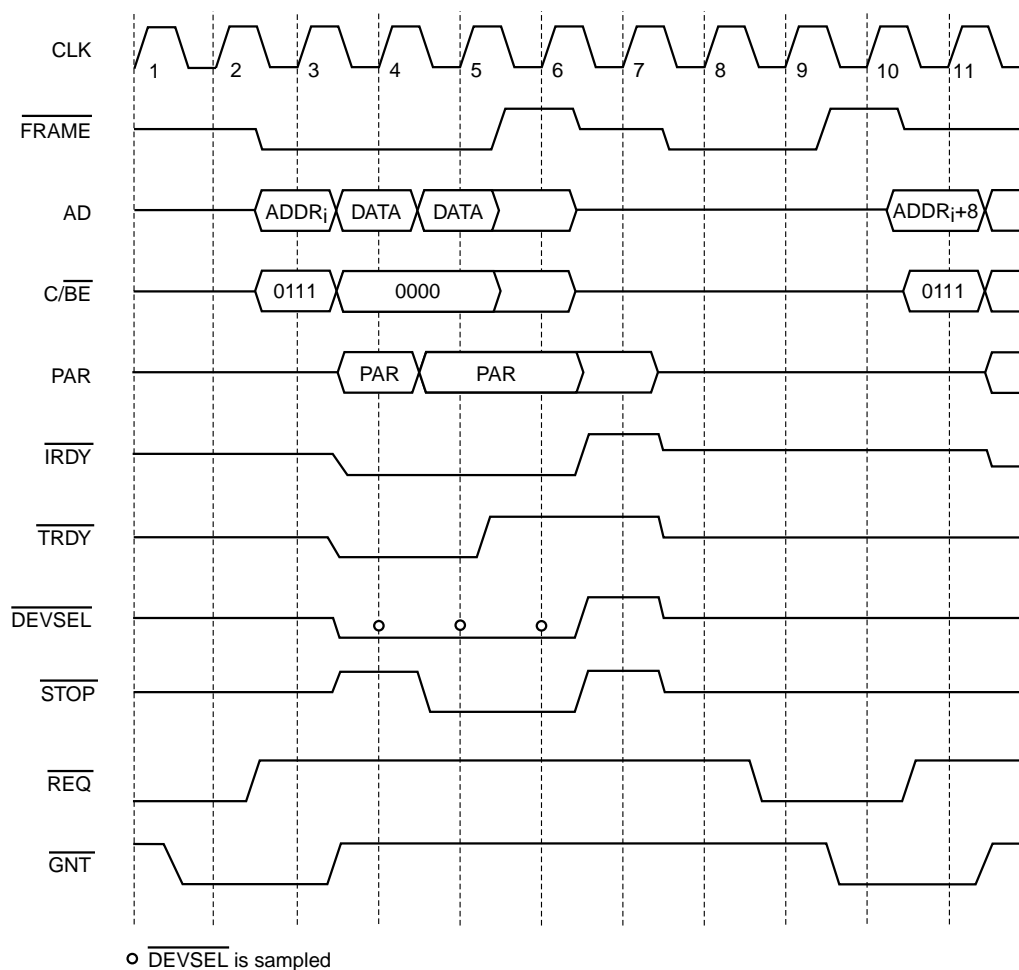 CLK
1 2 3 4 5 6 7 8 9 10 11
FRAME
AD ADDRi DATA DATA ADDRi+8
C/BE 0111 0000 0111
PAR PAR PAR
IRDY
TRDY
DEVSEL
STOP
REQ
GNT
DEVSEL is sampled